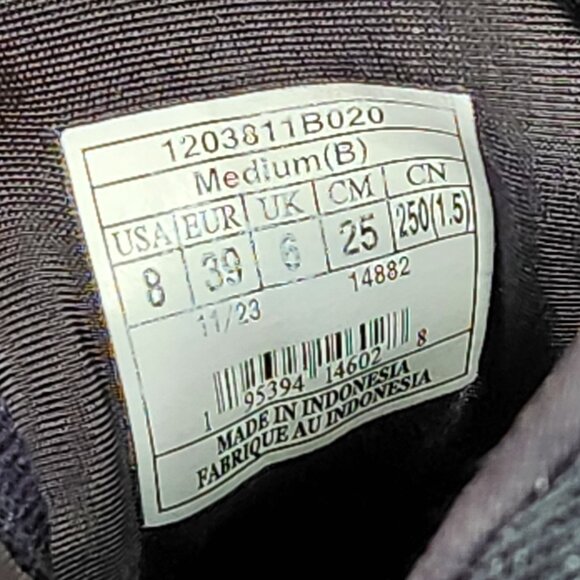 1203811B020
Medium(B)
USA EUR UK CM CN
8 39 6 25 250(1.5)
11/23 14882
1 95394 14602 8
MADE IN INDONESIA
FABRIQUE AU INDONESIA